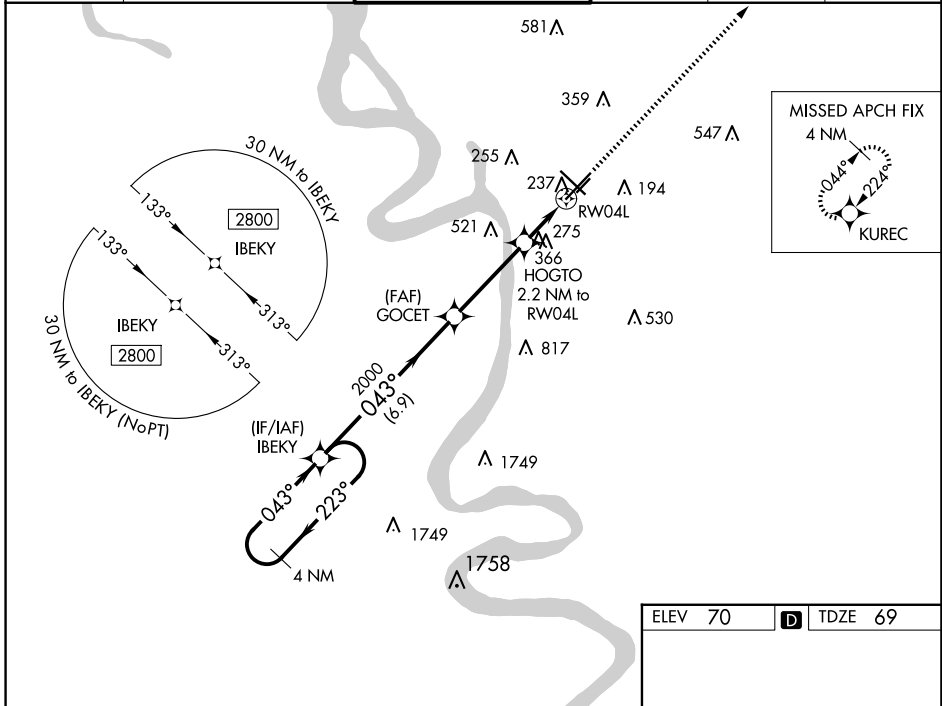 581
359
547
MISSED APCH FIX
4 NM
044°
224°
KUREC
255
237
194
RW04L
30 NM to IBEKY
133°
2800
IBEKY
313°
521
275
366
HOGTO
2.2 NM to
RW04L
133°
IBEKY
2800
313°
30 NM to IBEKY (NoPT)
(FAF)
GOCET
530
817
2000
043°
(6.9)
(IF/IAF)
IBEKY
043°
223°
4 NM
1749
1749
1758
ELEV 70 D TDZE 69